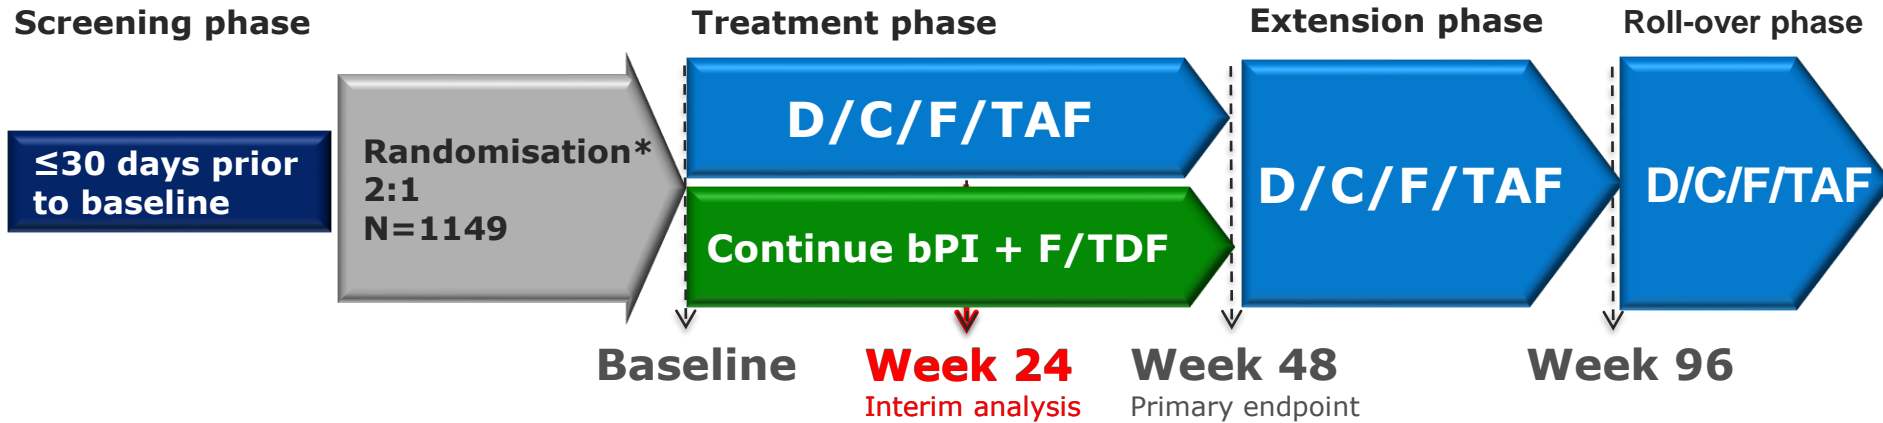 Screening phase
Treatment phase
Extension phase
Roll-over phase
≤30 days prior
to baseline
Randomisation*
2:1
N=1149
D/C/F/TAF
Continue bPI + F/TDF
D/C/F/TAF
D/C/F/TAF
Baseline
Week 24
Interim analysis
Week 48
Primary endpoint
Week 96